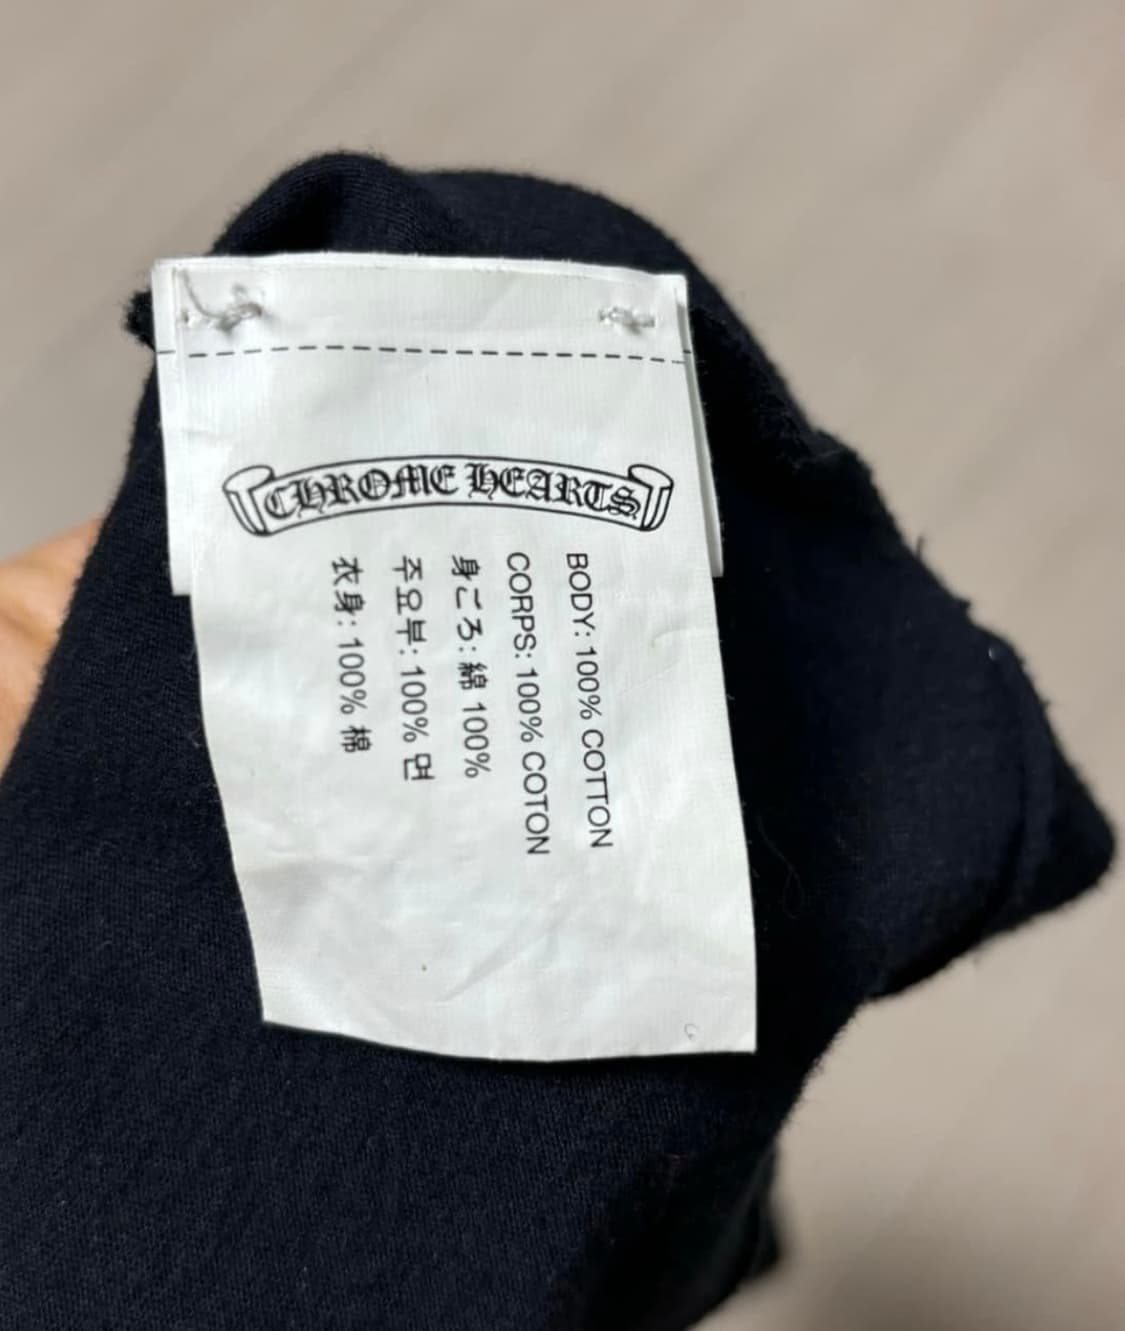 CHROME HEARTS
BODY: 100% COTTON
CORPS: 100% COTON
身ごろ: 綿 100%
주요부: 100% 면
衣身: 100% 棉